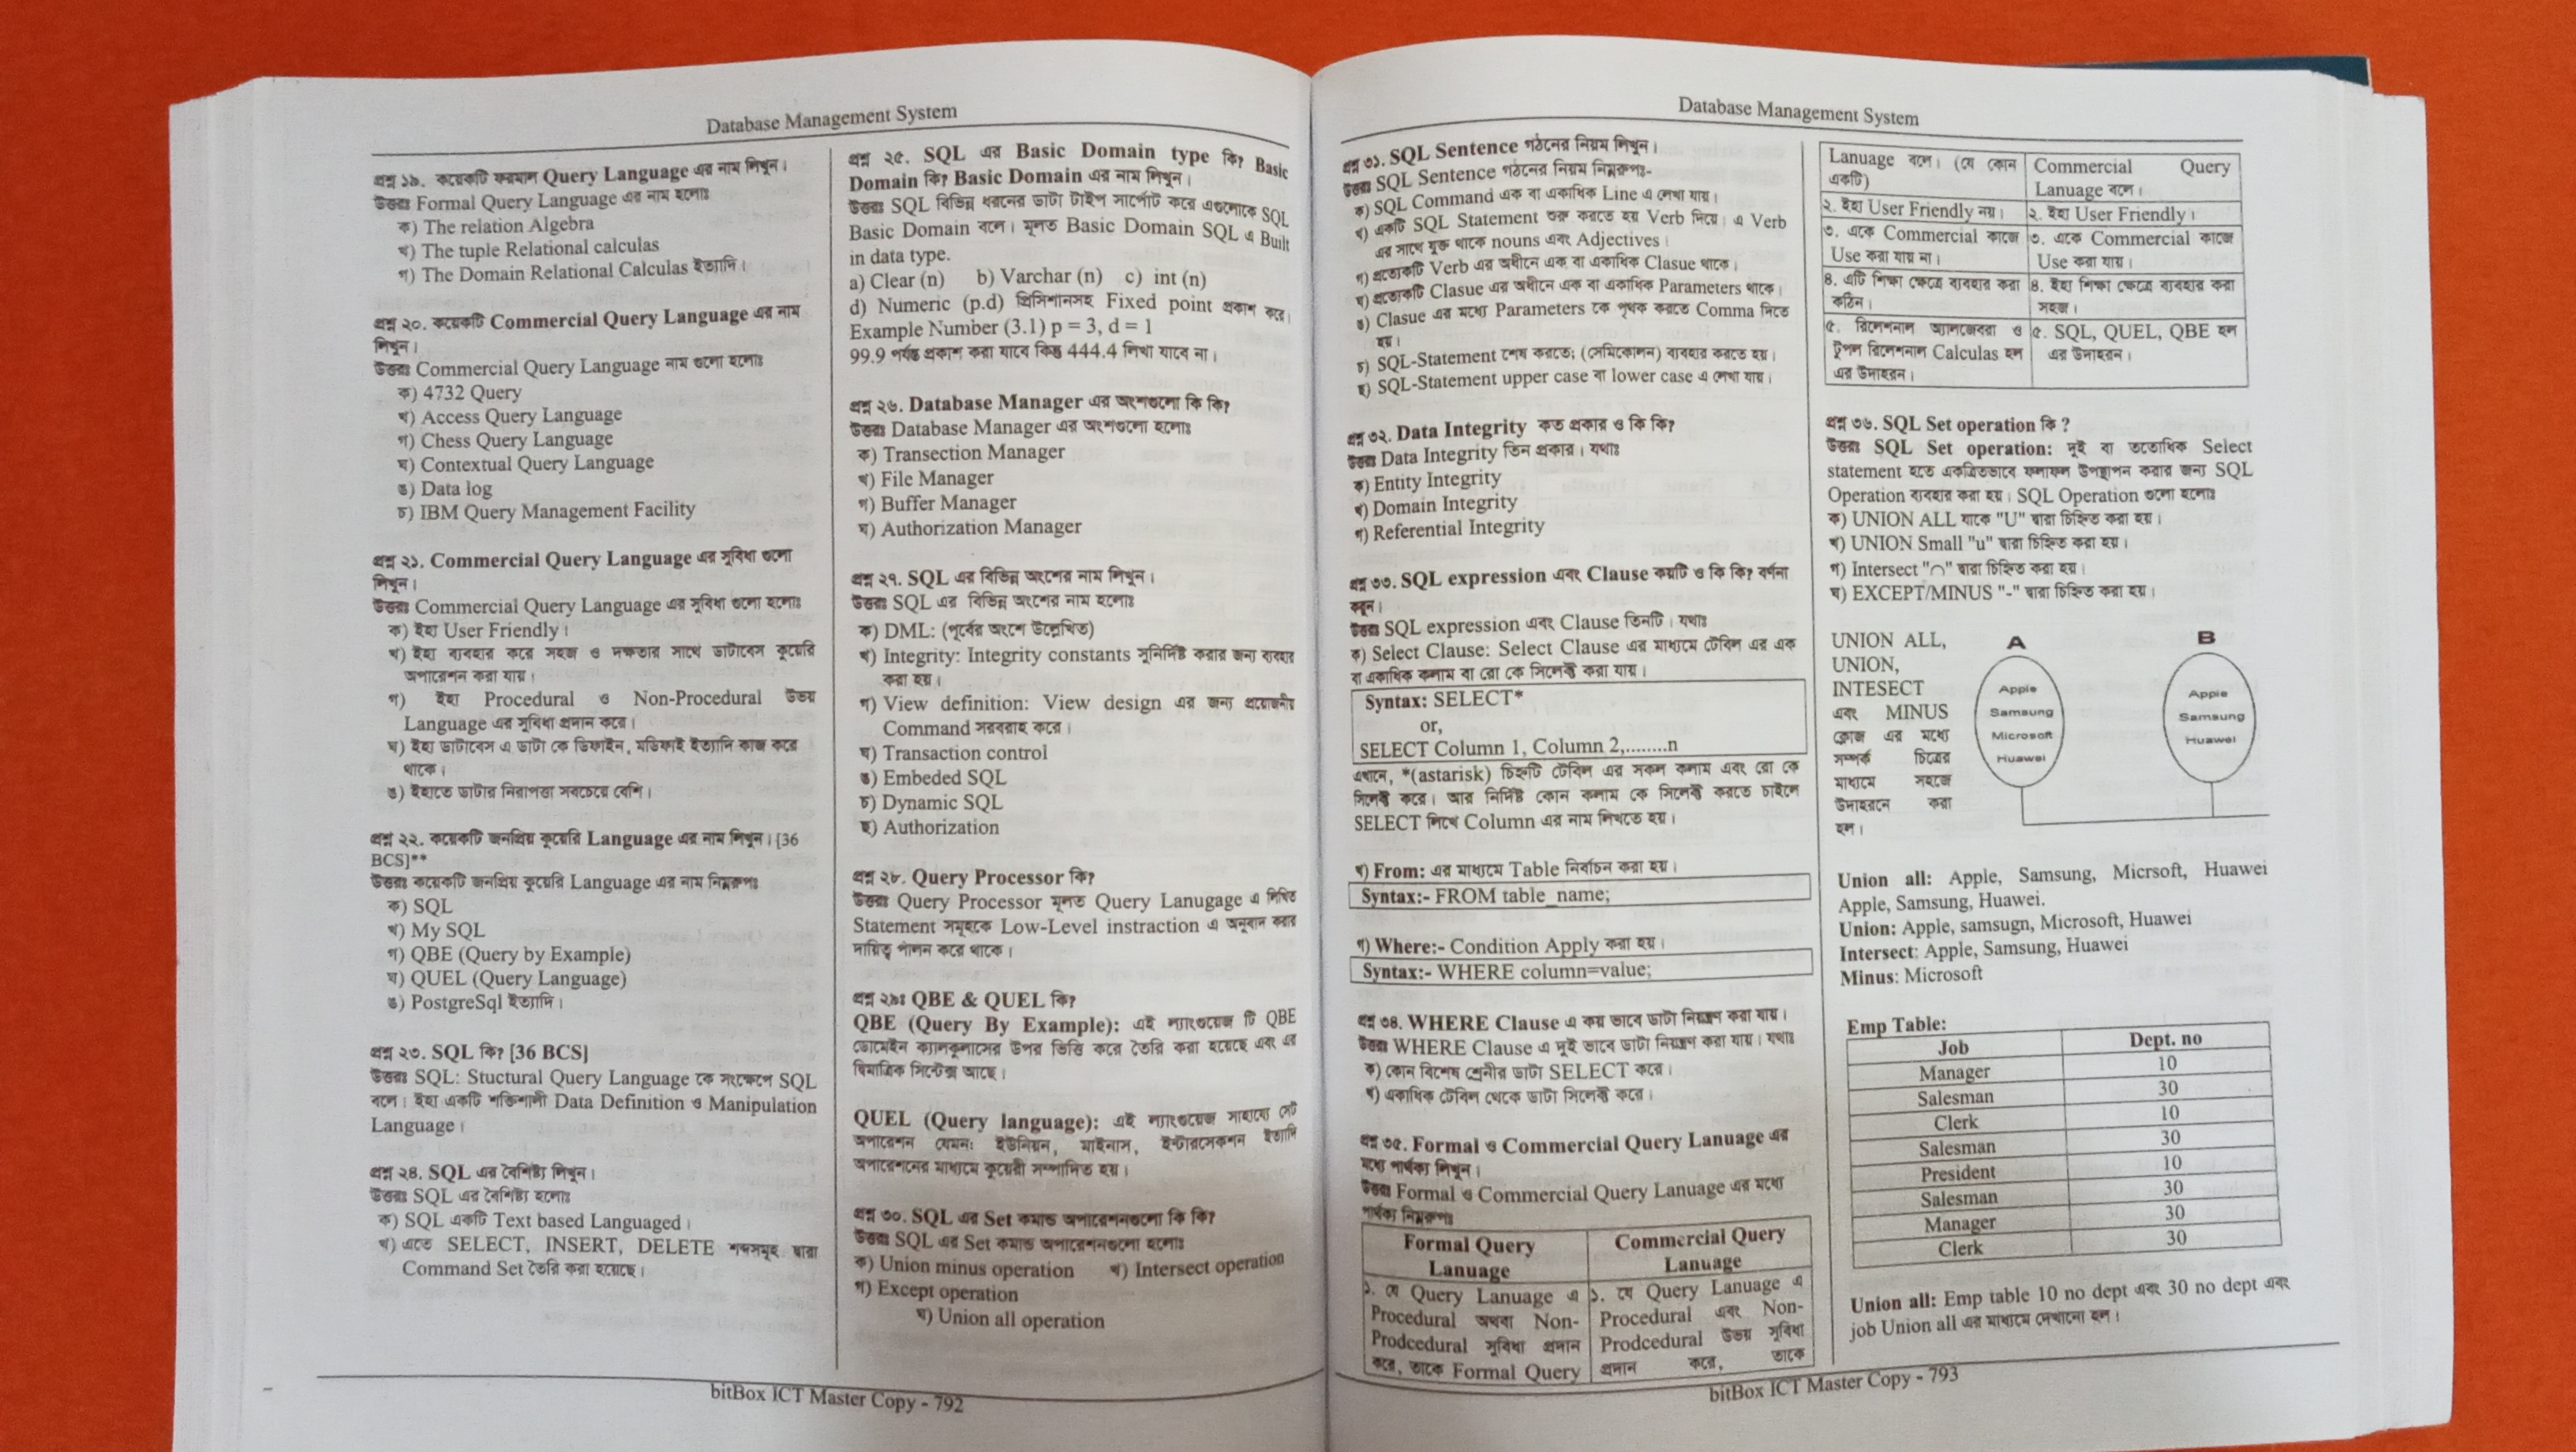 Database Management System
প্রশ্ন ১৯. কয়েকটি ফরমাল Query Language এর নাম লিখুন।
উত্তরঃ Formal Query Language এর নাম হলোঃ
ক) The relation Algebra
খ) The tuple Relational calculas
গ) The Domain Relational Calculas ইত্যাদি।
প্রশ্ন ২০. কয়েকটি Commercial Query Language এর নাম
লিখুন।
উত্তরঃ Commercial Query Language নাম গুলো হলোঃ
ক) 4732 Query
খ) Access Query Language
গ) Chess Query Language
ঘ) Contextual Query Language
ঙ) Data log
চ) IBM Query Management Facility
প্রশ্ন ২১. Commercial Query Language এর সুবিধা গুলো
লিখুন।
উত্তরঃ Commercial Query Language এর সুবিধা গুলো হলোঃ
ক) ইহা User Friendly।
খ) ইহা ব্যবহার করে সহজ ও দক্ষতার সাথে ডাটাবেস কুয়েরি
অপারেশন করা যায়।
গ) ইহা Procedural ও Non-Procedural উভয়
Language এর সুবিধা প্রদান করে।
ঘ) ইহা ডাটাবেস এ ডাটা কে ডিফাইন, মডিফাই ইত্যাদি কাজ করে
থাকে।
ঙ) ইহাতে ডাটার নিরাপত্তা সবচেয়ে বেশি।
প্রশ্ন ২২. কয়েকটি জনপ্রিয় কুয়েরি Language এর নাম লিখুন। [36
BCS]**
উত্তরঃ কয়েকটি জনপ্রিয় কুয়েরি Language এর নাম নিম্নরুপঃ
ক) SQL
খ) My SQL
গ) QBE (Query by Example)
ঘ) QUEL (Query Language)
ঙ) PostgreSql ইত্যাদি।
প্রশ্ন ২৩. SQL কি? [36 BCS]
উত্তরঃ SQL: Stuctural Query Language কে সংক্ষেপে SQL
বলে। ইহা একটি শক্তিশালী Data Definition ও Manipulation
Language।
প্রশ্ন ২৪. SQL এর বৈশিষ্ট্য লিখুন।
উত্তরঃ SQL এর বৈশিষ্ট্য হলোঃ
ক) SQL একটি Text based Languaged।
খ) এতে SELECT, INSERT, DELETE শব্দসমূহ দ্বারা
Command Set তৈরি করা হয়েছে।
প্রশ্ন ২৫. SQL এর Basic Domain type কি? Basic
Domain কি? Basic Domain এর নাম লিখুন।
উত্তরঃ SQL বিভিন্ন ধরনের ডাটা টাইপ সাপোর্ট করে এগুলোকে SQL
Basic Domain বলে। মূলত Basic Domain SQL এ Built
in data type.
a) Clear (n) b) Varchar (n) c) int (n)
d) Numeric (p.d) প্রিসিশানসহ Fixed point প্রকাশ করে।
Example Number (3.1) p = 3, d = 1
99.9 পর্যন্ত প্রকাশ করা যাবে কিন্তু 444.4 লিখা যাবে না।
প্রশ্ন ২৬. Database Manager এর অংশগুলো কি কি?
উত্তরঃ Database Manager এর অংশগুলো হলোঃ
ক) Transection Manager
খ) File Manager
গ) Buffer Manager
ঘ) Authorization Manager
প্রশ্ন ২৭. SQL এর বিভিন্ন অংশের নাম লিখুন।
উত্তরঃ SQL এর বিভিন্ন অংশের নাম হলোঃ
ক) DML: (পূর্বের অংশে উল্লেখিত)
খ) Integrity: Integrity constants সুনির্দিষ্ট করার জন্য ব্যবহার
করা হয়।
গ) View definition: View design এর জন্য প্রয়োজনীয়
Command সরবরাহ করে।
ঘ) Transaction control
ঙ) Embeded SQL
চ) Dynamic SQL
ছ) Authorization
প্রশ্ন ২৮. Query Processor কি?
উত্তরঃ Query Processor মূলত Query Lanugage এ লিখিত
Statement সমূহকে Low-Level instraction এ অনুবাদ করার
দায়িত্ব পালন করে থাকে।
প্রশ্ন ২৯ঃ QBE & QUEL কি?
QBE (Query By Example): এই ল্যাংগুয়েজ টি QBE
ডোমেইন ক্যালকুলাসের উপর ভিত্তি করে তৈরি করা হয়েছে এবং এর
দ্বিমাত্রিক সিন্টেক্স আছে।
QUEL (Query language): এই ল্যাংগুয়েজ সাহায্যে সেট
অপারেশন যেমন: ইউনিয়ন, মাইনাস, ইন্টারসেকশন ইত্যাদি
অপারেশনের মাধ্যমে কুয়েরী সম্পাদিত হয়।
প্রশ্ন ৩০. SQL এর Set কমান্ড অপারেশনগুলো কি কি?
উত্তরঃ SQL এর Set কমান্ড অপারেশনগুলো হলোঃ
ক) Union minus operation খ) Intersect operation
গ) Except operation
ঘ) Union all operation
bitBox ICT Master Copy - 792
Database Management System
প্রশ্ন ৩১. SQL Sentence গঠনের নিয়ম লিখুন।
উত্তরঃ SQL Sentence গঠনের নিয়ম নিম্নরূপঃ-
ক) SQL Command এক বা একাধিক Line এ লেখা যায়।
খ) একটি SQL Statement শুরু করতে হয় Verb দিয়ে। এ Verb
এর সাথে যুক্ত থাকে nouns এবং Adjectives।
গ) প্রত্যেকটি Verb এর অধীনে এক বা একাধিক Clasue থাকে।
ঘ) প্রত্যেকটি Clasue এর অধীনে এক বা একাধিক Parameters থাকে।
ঙ) Clasue এর মধ্যে Parameters কে পৃথক করতে Comma দিতে
হয়।
চ) SQL-Statement শেষ করতে; (সেমিকোলন) ব্যবহার করতে হয়।
ছ) SQL-Statement upper case বা lower case এ লেখা যায়।
প্রশ্ন ৩২. Data Integrity কত প্রকার ও কি কি?
উত্তরঃ Data Integrity তিন প্রকার। যথাঃ
ক) Entity Integrity
খ) Domain Integrity
গ) Referential Integrity
প্রশ্ন ৩৩. SQL expression এবং Clause কয়টি ও কি কি? বর্ণনা
করুন।
উত্তরঃ SQL expression এবং Clause তিনটি। যথাঃ
ক) Select Clause: Select Clause এর মাধ্যমে টেবিল এর এক
বা একাধিক কলাম বা রো কে সিলেক্ট করা যায়।
Syntax: SELECT*
or,
SELECT Column 1, Column 2,........n
এখানে, *(astarisk) চিহ্নটি টেবিল এর সকল কলাম এবং রো কে
সিলেক্ট করে। আর নির্দিষ্ট কোন কলাম কে সিলেক্ট করতে চাইলে
SELECT লিখে Column এর নাম লিখতে হয়।
খ) From: এর মাধ্যমে Table নির্বাচন করা হয়।
Syntax:- FROM table_name;
গ) Where:- Condition Apply করা হয়।
Syntax:- WHERE column=value;
প্রশ্ন ৩৪. WHERE Clause এ কয় ভাবে ডাটা নিয়ন্ত্রণ করা যায়।
উত্তরঃ WHERE Clause এ দুই ভাবে ডাটা নিয়ন্ত্রণ করা যায়। যথাঃ
ক) কোন বিশেষ শ্রেনীর ডাটা SELECT করে।
খ) একাধিক টেবিল থেকে ডাটা সিলেক্ট করে।
প্রশ্ন ৩৫. Formal ও Commercial Query Lanuage এর
মধ্যে পার্থক্য লিখুন।
উত্তরঃ Formal ও Commercial Query Lanuage এর মধ্যে
পার্থক্য নিম্নরূপঃ
Formal Query Lanuage
Commercial Query Lanuage
১. যে Query Lanuage এ
Procedural অথবা Non-
Prodcedural সুবিধা প্রদান
করে, তাকে Formal Query
১. যে Query Lanuage এ
Procedural এবং Non-
Prodcedural উভয় সুবিধা
প্রদান করে, তাকে
Lanuage বলে। (যে কোন
একটি)
Commercial Query
Lanuage বলে।
২. ইহা User Friendly নয়।
২. ইহা User Friendly।
৩. একে Commercial কাজে
Use করা যায় না।
৩. একে Commercial কাজে
Use করা যায়।
৪. এটি শিক্ষা ক্ষেত্রে ব্যবহার করা
কঠিন।
৪. ইহা শিক্ষা ক্ষেত্রে ব্যবহার করা
সহজ।
৫. রিলেশনাল অ্যালজেবরা ও
টুপল রিলেশনাল Calculas হল
এর উদাহরন।
৫. SQL, QUEL, QBE হল
এর উদাহরন।
প্রশ্ন ৩৬. SQL Set operation কি ?
উত্তরঃ SQL Set operation: দুই বা ততোধিক Select
statement হতে একত্রিতভাবে ফলাফল উপস্থাপন করার জন্য SQL
Operation ব্যবহার করা হয়। SQL Operation গুলো হলোঃ
ক) UNION ALL যাকে "U" দ্বারা চিহ্নিত করা হয়।
খ) UNION Small "u" দ্বারা চিহ্নিত করা হয়।
গ) Intersect "∩" দ্বারা চিহ্নিত করা হয়।
ঘ) EXCEPT/MINUS "-" দ্বারা চিহ্নিত করা হয়।
UNION ALL,
UNION,
INTESECT
এবং MINUS
ক্লোজ এর মধ্যে
সম্পর্ক চিত্রের
মাধ্যমে সহজে
উদাহরনে করা
হল।
A
Apple
Samsung
Microsoft
Huawei
B
Apple
Samsung
Huawei
Union all: Apple, Samsung, Micrsoft, Huawei
Apple, Samsung, Huawei.
Union: Apple, samsugn, Microsoft, Huawei
Intersect: Apple, Samsung, Huawei
Minus: Microsoft
Emp Table:
Job Dept. no
Manager 10
Salesman 30
Clerk 10
Salesman 30
President 10
Salesman 30
Manager 30
Clerk 30
Union all: Emp table 10 no dept এবং 30 no dept এবং
job Union all এর মাধ্যমে দেখানো হল।
bitBox ICT Master Copy - 793